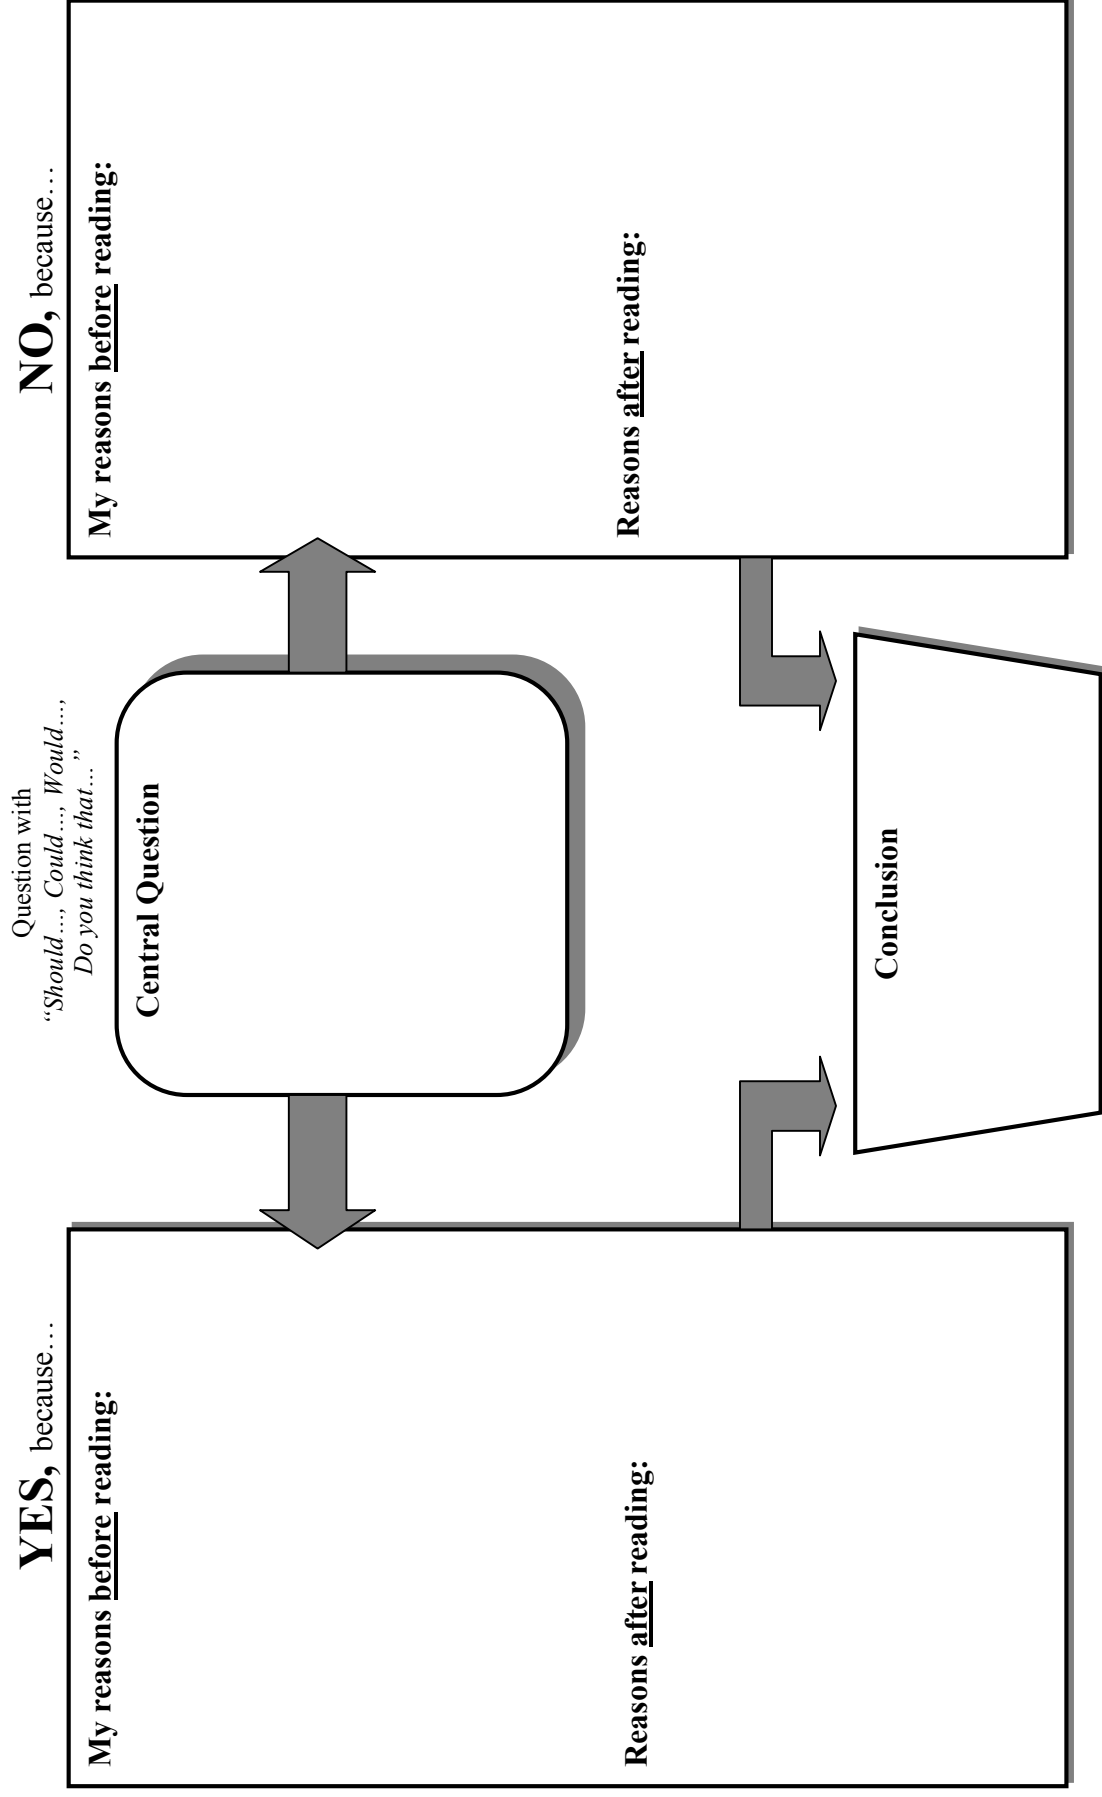 YES, because…
My reasons before reading:
Reasons after reading:
Question with
“Should…, Could…, Would…,
Do you think that…”
Central Question
Conclusion
NO, because…
My reasons before reading:
Reasons after reading: